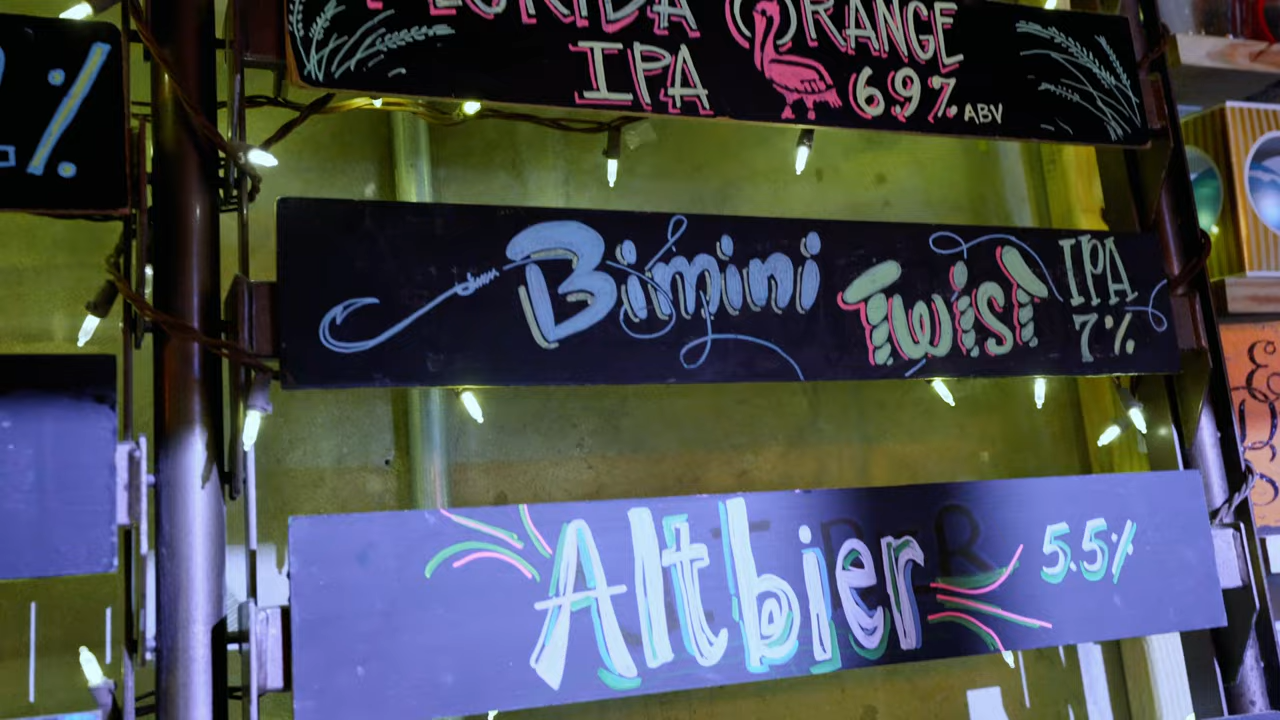 FLORIDA ORANGE
IPA 6.9% ABV
%
Bimini Twist IPA
7%
Altbier 5.5%